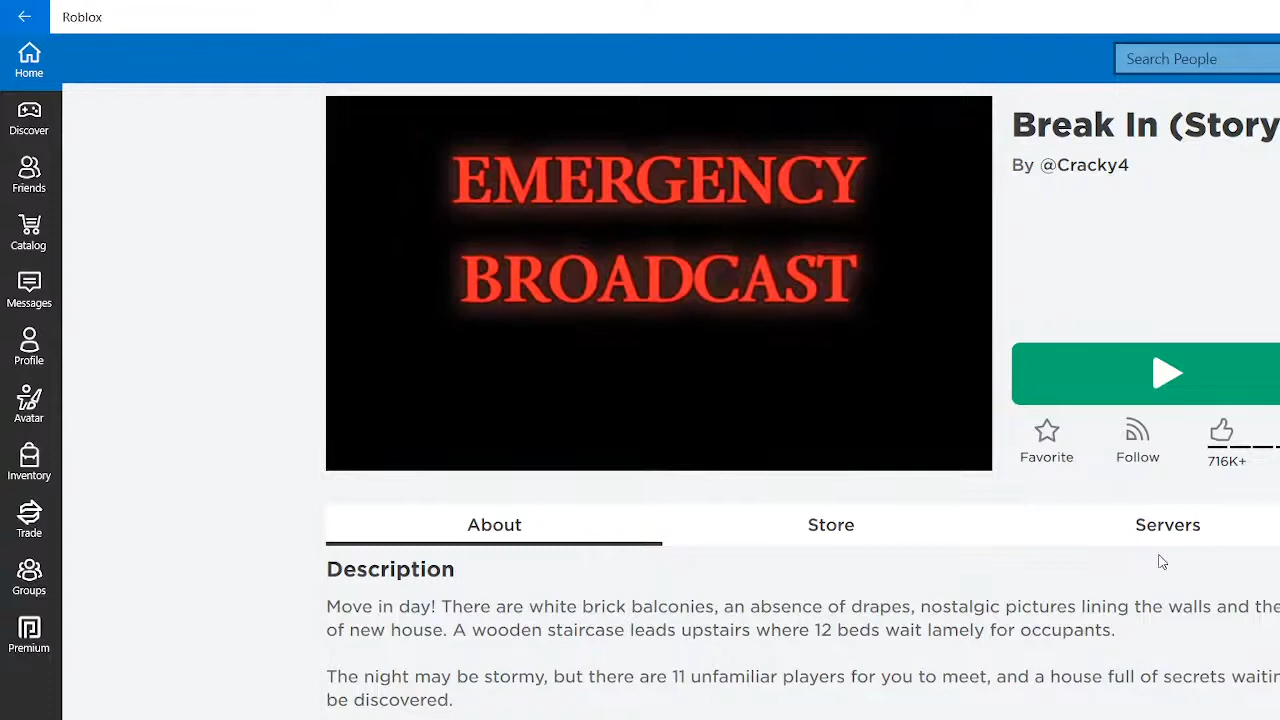 Roblox
Home
Search People
Discover
Friends
Catalog
Messages
Profile
Avatar
Inventory
Trade
Groups
Premium
EMERGENCY
BROADCAST
Break In (Story
By @Cracky4
Favorite
Follow
716K+
About
Store
Servers
Description
Move in day! There are white brick balconies, an absence of drapes, nostalgic pictures lining the walls and the
of new house. A wooden staircase leads upstairs where 12 beds wait lamely for occupants.
The night may be stormy, but there are 11 unfamiliar players for you to meet, and a house full of secrets waitin
be discovered.